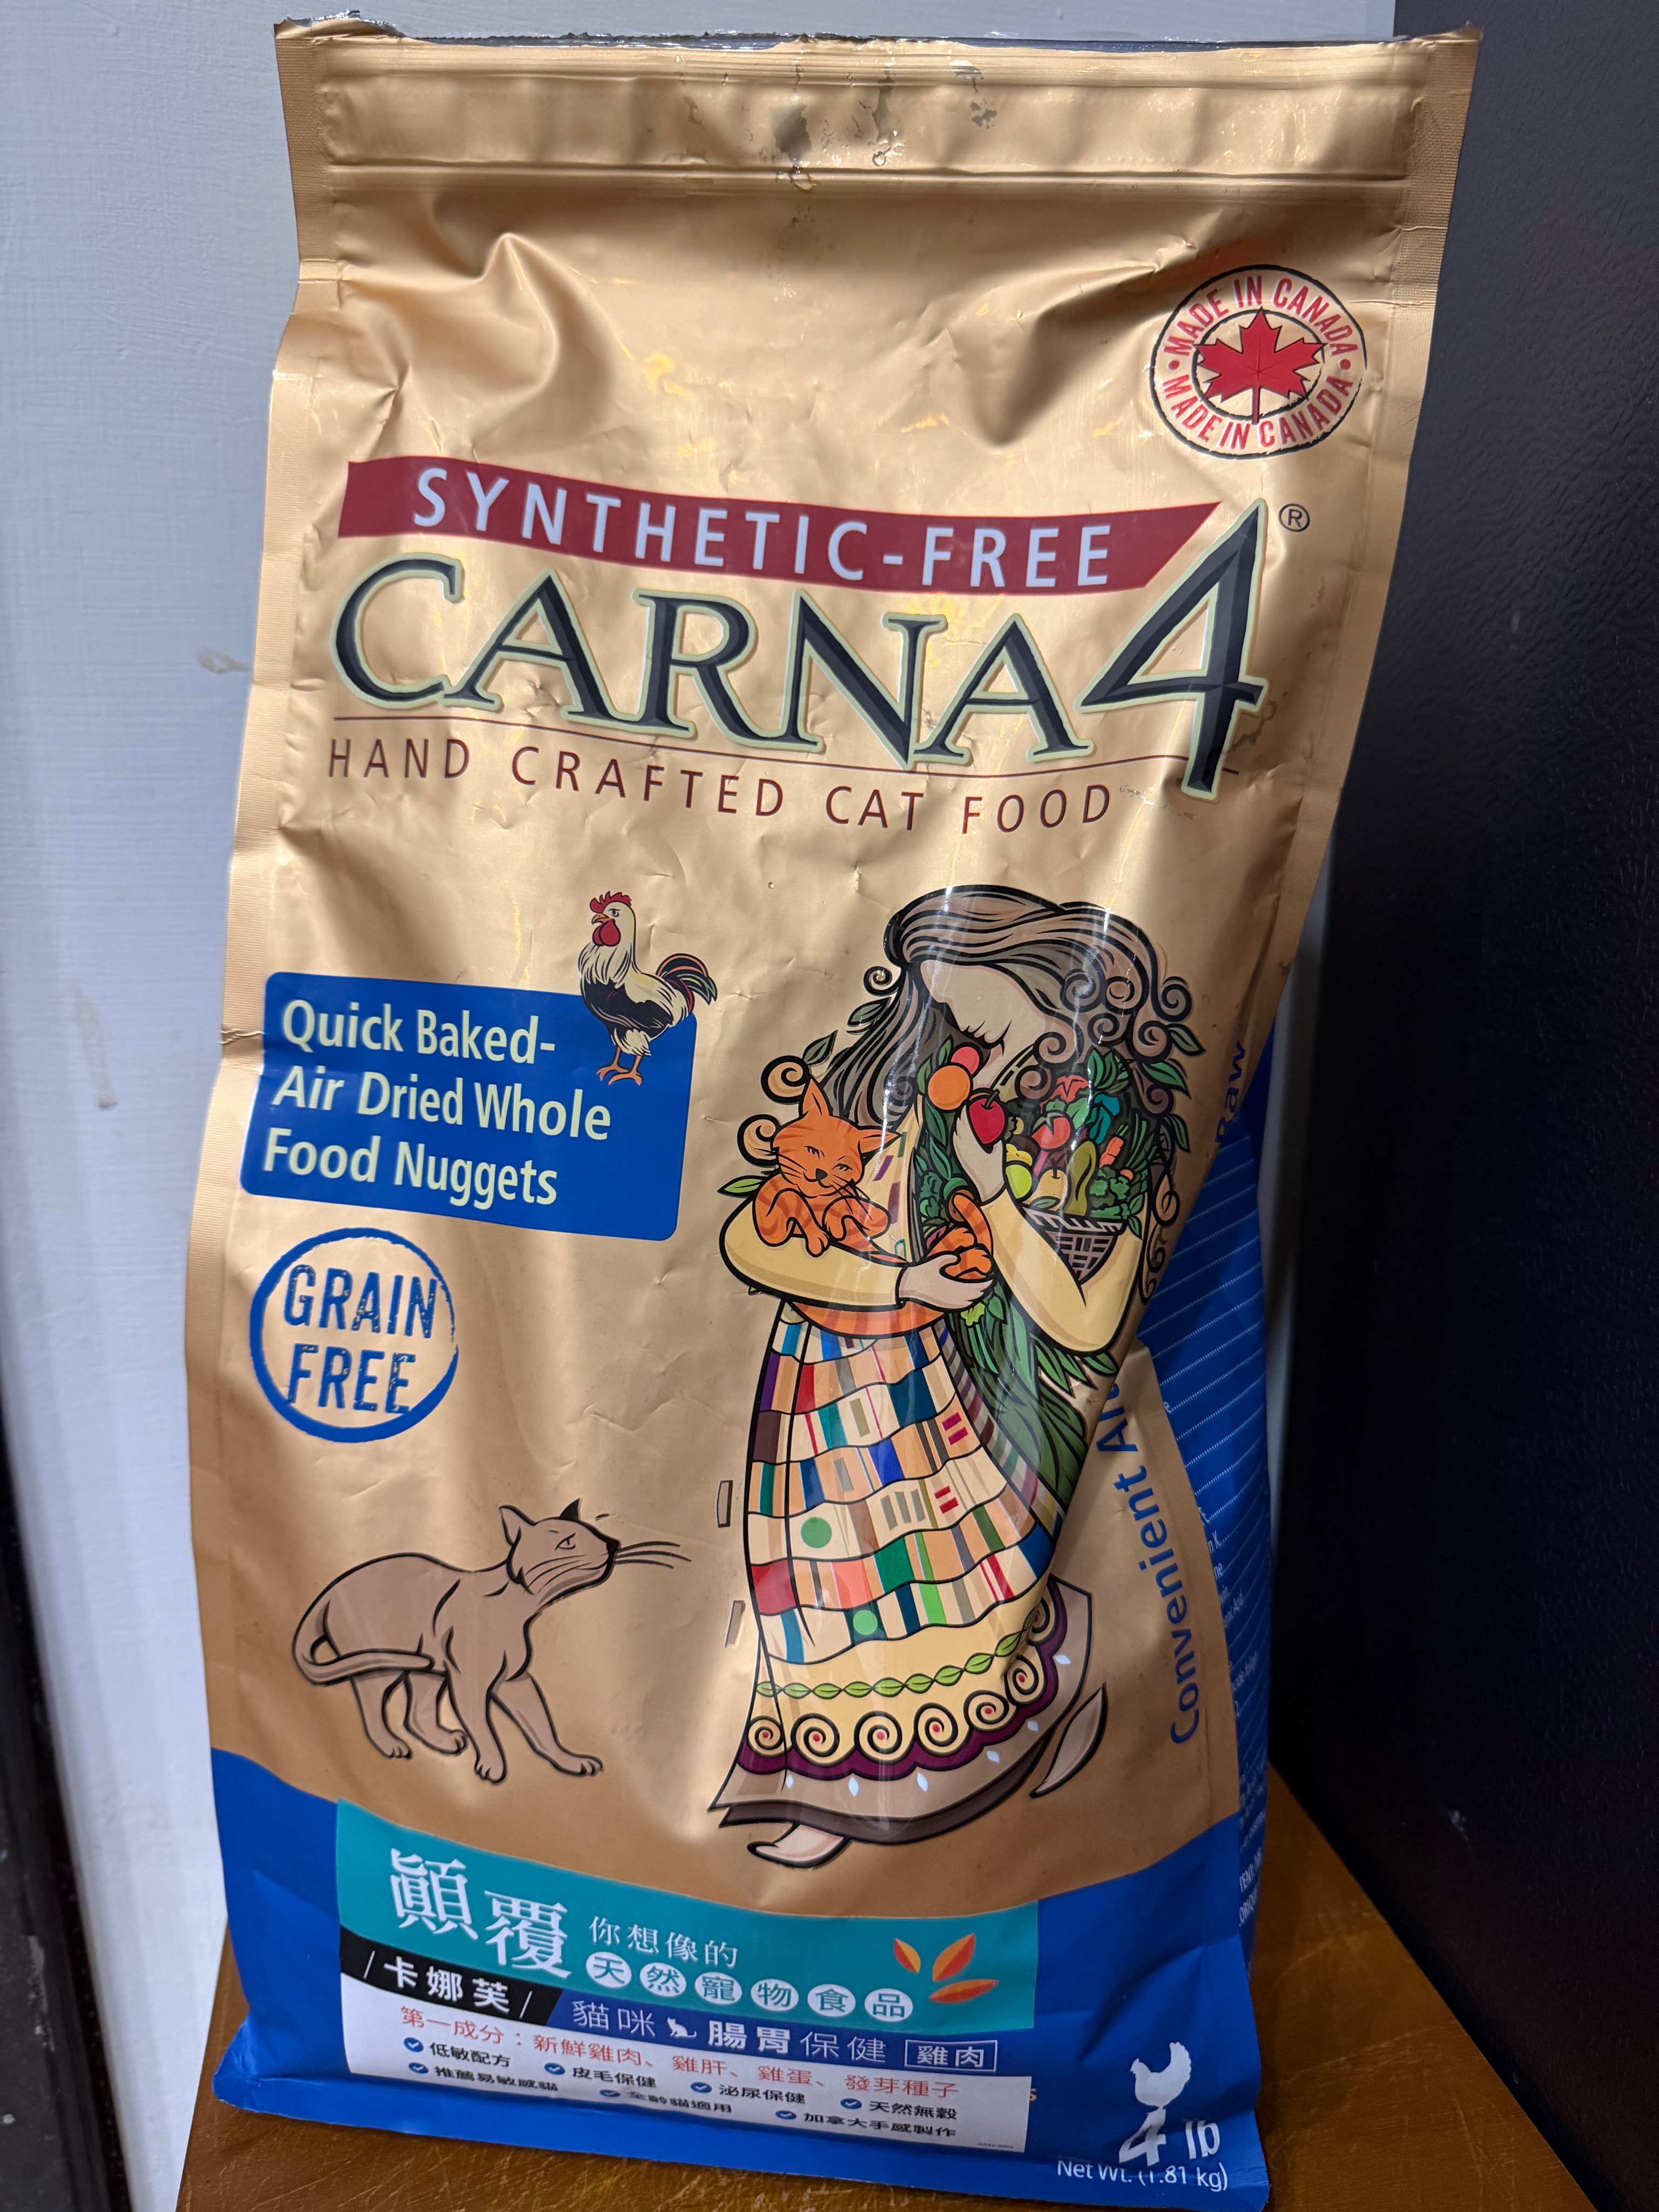 MADE IN CANADA
MADE IN CANADA
SYNTHETIC-FREE
CARNA4®
HAND CRAFTED CAT FOOD
Quick Baked-
Air Dried Whole
Food Nuggets
GRAIN
FREE
Raw
Convenient
顛覆 你想像的
天然寵物食品
/卡娜芙/ 貓咪 腸胃保健 雞肉
第一成分：新鮮雞肉、雞肝、雞蛋、發芽種子
低敏配方 皮毛保健 泌尿保健 天然無穀
推薦易敏感貓 全齡貓適用 加拿大手感製作
4 lb
Net Wt. (1.81 kg)